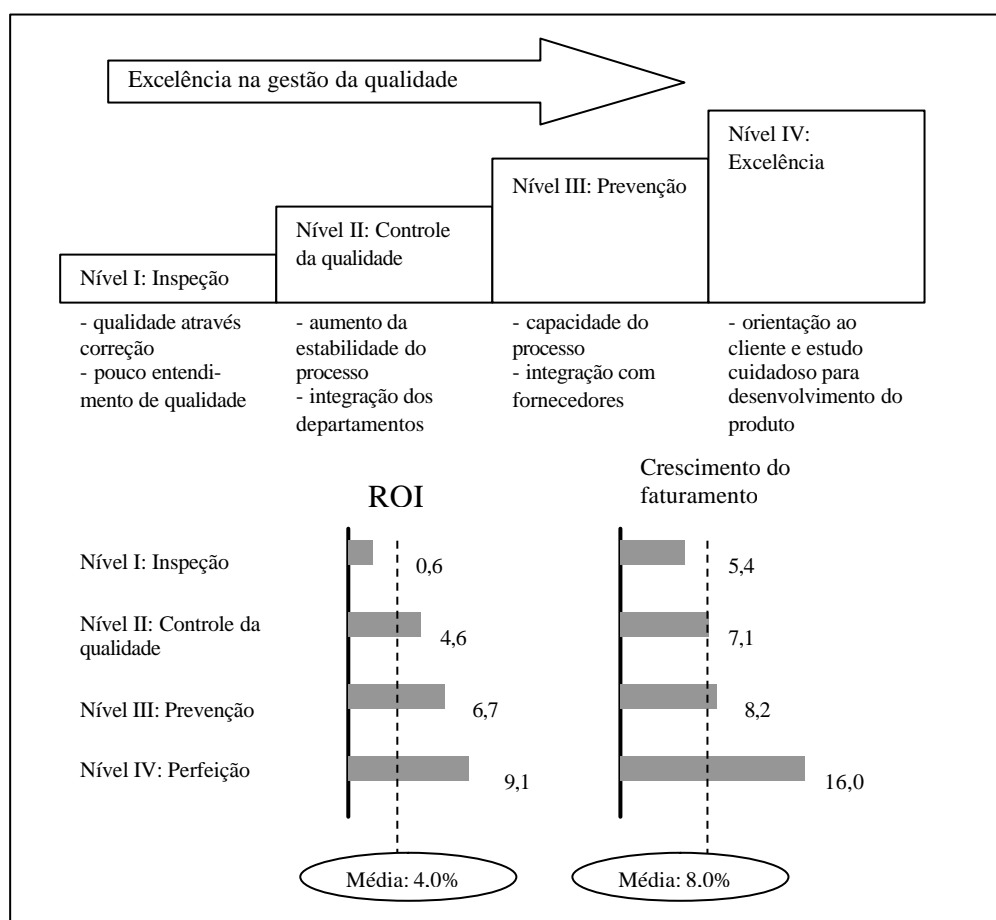 Excelência na gestão da qualidade
Nível I: Inspeção
Nível II: Controle
da qualidade
Nível III: Prevenção
Nível IV:
Excelência
- qualidade através
correção
- pouco entendi-
mento de qualidade
- aumento da
estabilidade do
processo
- integração dos
departamentos
- capacidade do
processo
- integração com
fornecedores
- orientação ao
cliente e estudo
cuidadoso para
desenvolvimento do
produto
ROI
Crescimento do
faturamento
Nível I: Inspeção
0,6
5,4
Nível II: Controle da
qualidade
4,6
7,1
Nível III: Prevenção
6,7
8,2
Nível IV: Perfeição
9,1
16,0
Média: 4.0%
Média: 8.0%